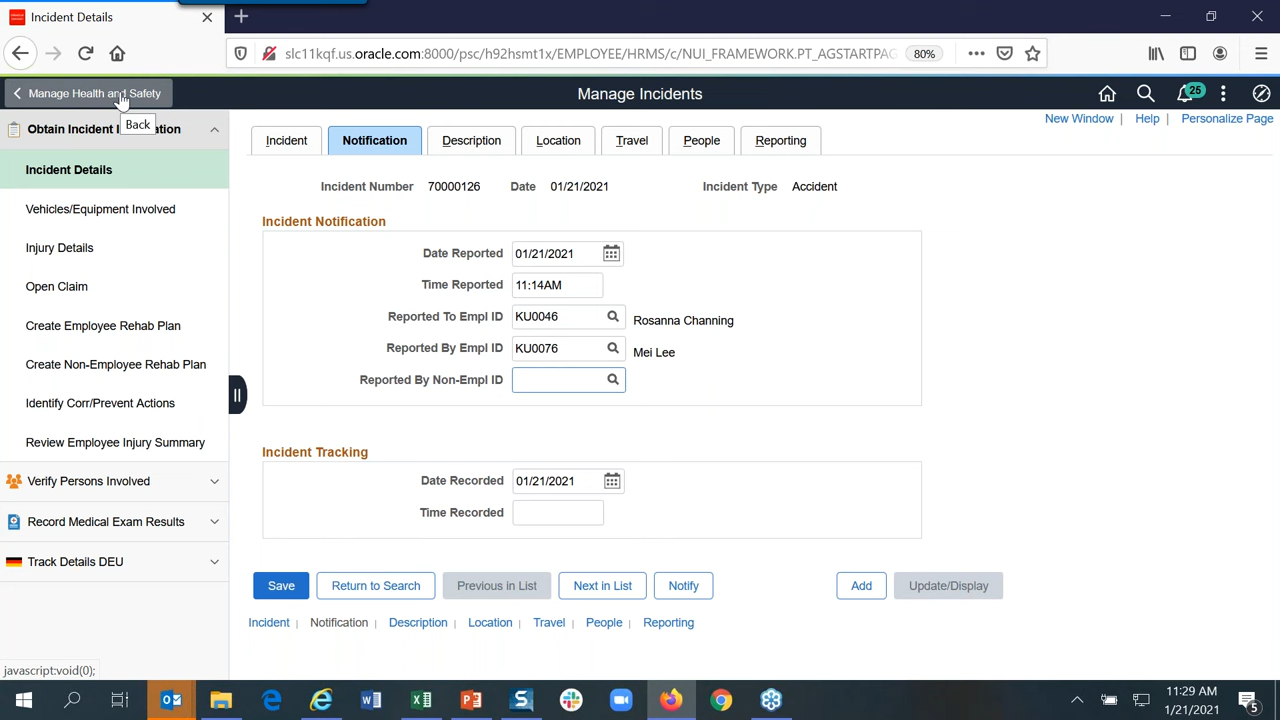 Incident Details
slc11kqf.us.oracle.com:8000/psc/h92hsmt1x/EMPLOYEE/HRMS/c/NUI_FRAMEWORK.PT_AGSTARTPAG
80%
Manage Health and Safety
Manage Incidents
25
Back
New Window | Help | Personalize Page
Obtain Incident I ation
Incident Details
Vehicles/Equipment Involved
Injury Details
Open Claim
Create Employee Rehab Plan
Create Non-Employee Rehab Plan
Identify Corr/Prevent Actions
Review Employee Injury Summary
Verify Persons Involved
Record Medical Exam Results
Track Details DEU
Incident
Notification
Description
Location
Travel
People
Reporting
Incident Number 70000126 Date 01/21/2021 Incident Type Accident
Incident Notification
Date Reported 01/21/2021
Time Reported 11:14AM
Reported To Empl ID KU0046 Rosanna Channing
Reported By Empl ID KU0076 Mei Lee
Reported By Non-Empl ID
Incident Tracking
Date Recorded 01/21/2021
Time Recorded
Save Return to Search Previous in List Next in List Notify Add Update/Display
Incident | Notification | Description | Location | Travel | People | Reporting
javascript:void(0);
11:29 AM
1/21/2021
5